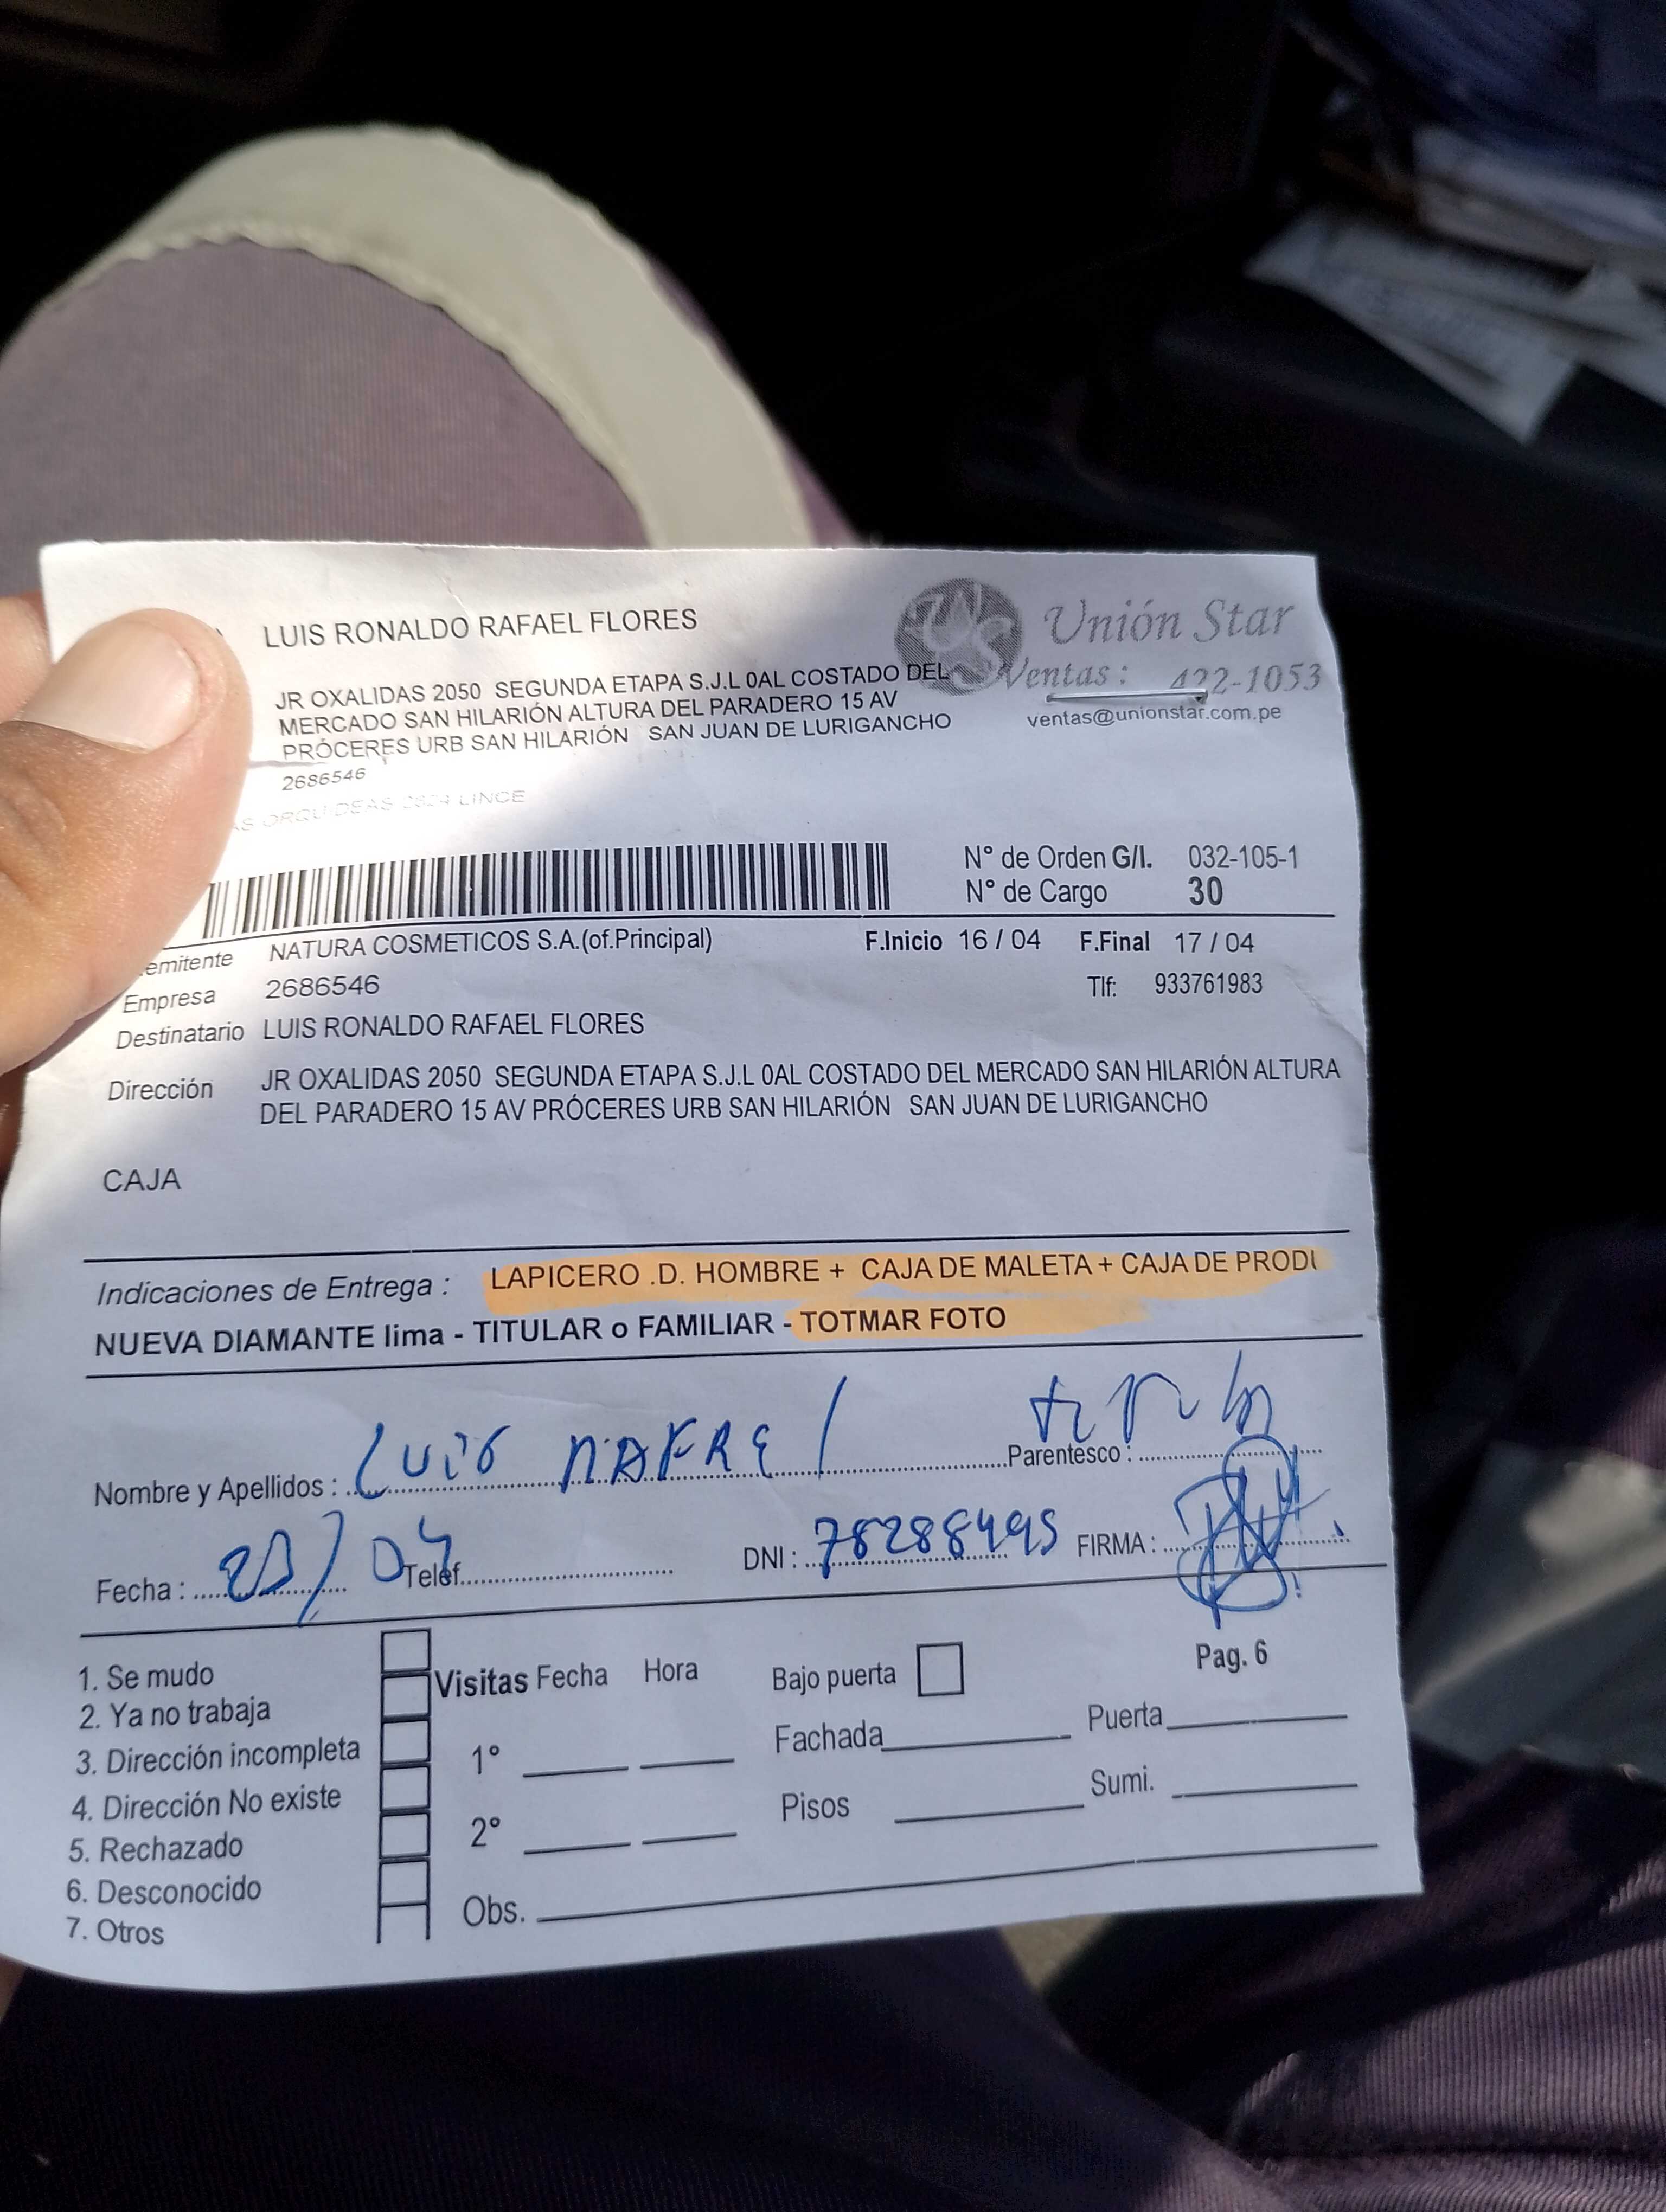 LUIS RONALDO RAFAEL FLORES
Unión Star
Ventas: 422-1053
ventas@unionstar.com.pe
JR OXALIDAS 2050 SEGUNDA ETAPA S.J.L 0AL COSTADO DEL
MERCADO SAN HILARIÓN ALTURA DEL PARADERO 15 AV
PRÓCERES URB SAN HILARIÓN SAN JUAN DE LURIGANCHO
2686546
AS ORQUIDEAS 2624 LINCE
N° de Orden G/I. 032-105-1
N° de Cargo 30
emitente NATURA COSMETICOS S.A.(of.Principal) F.Inicio 16 / 04 F.Final 17 / 04
Empresa 2686546 Tlf: 933761983
Destinatario LUIS RONALDO RAFAEL FLORES
Dirección JR OXALIDAS 2050 SEGUNDA ETAPA S.J.L 0AL COSTADO DEL MERCADO SAN HILARIÓN ALTURA
DEL PARADERO 15 AV PRÓCERES URB SAN HILARIÓN SAN JUAN DE LURIGANCHO
CAJA
Indicaciones de Entrega : LAPICERO .D. HOMBRE + CAJA DE MALETA + CAJA DE PROD
NUEVA DIAMANTE lima - TITULAR o FAMILIAR - TOTMAR FOTO
Nombre y Apellidos : Luis Parentesco :
Fecha : Telef. DNI : 78288495 FIRMA :
1. Se mudo
2. Ya no trabaja
3. Dirección incompleta
4. Dirección No existe
5. Rechazado
6. Desconocido
7. Otros
Visitas Fecha Hora
1°
2°
Obs.
Bajo puerta
Pag. 6
Fachada Puerta
Pisos Sumi.